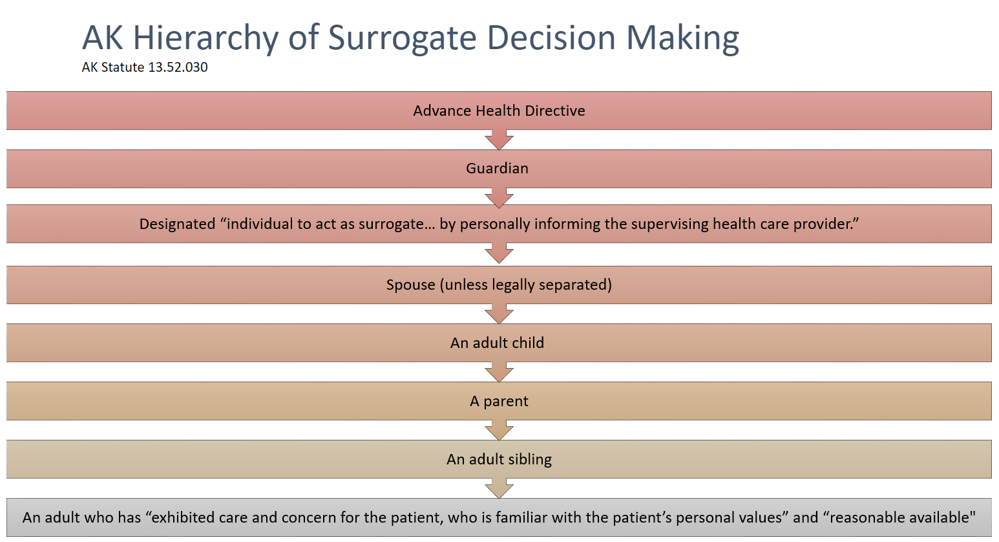 AK Hierarchy of Surrogate Decision Making
AK Statute 13.52.030
Advance Health Directive
Guardian
Designated “individual to act as surrogate… by personally informing the supervising health care provider.”
Spouse (unless legally separated)
An adult child
A parent
An adult sibling
An adult who has “exhibited care and concern for the patient, who is familiar with the patient’s personal values” and “reasonable available"